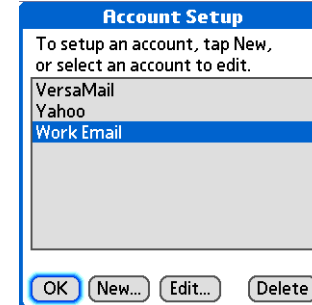 Account Setup
To setup an account, tap New,
or select an account to edit.
VersaMail
Yahoo
Work Email
OK New... Edit... Delete